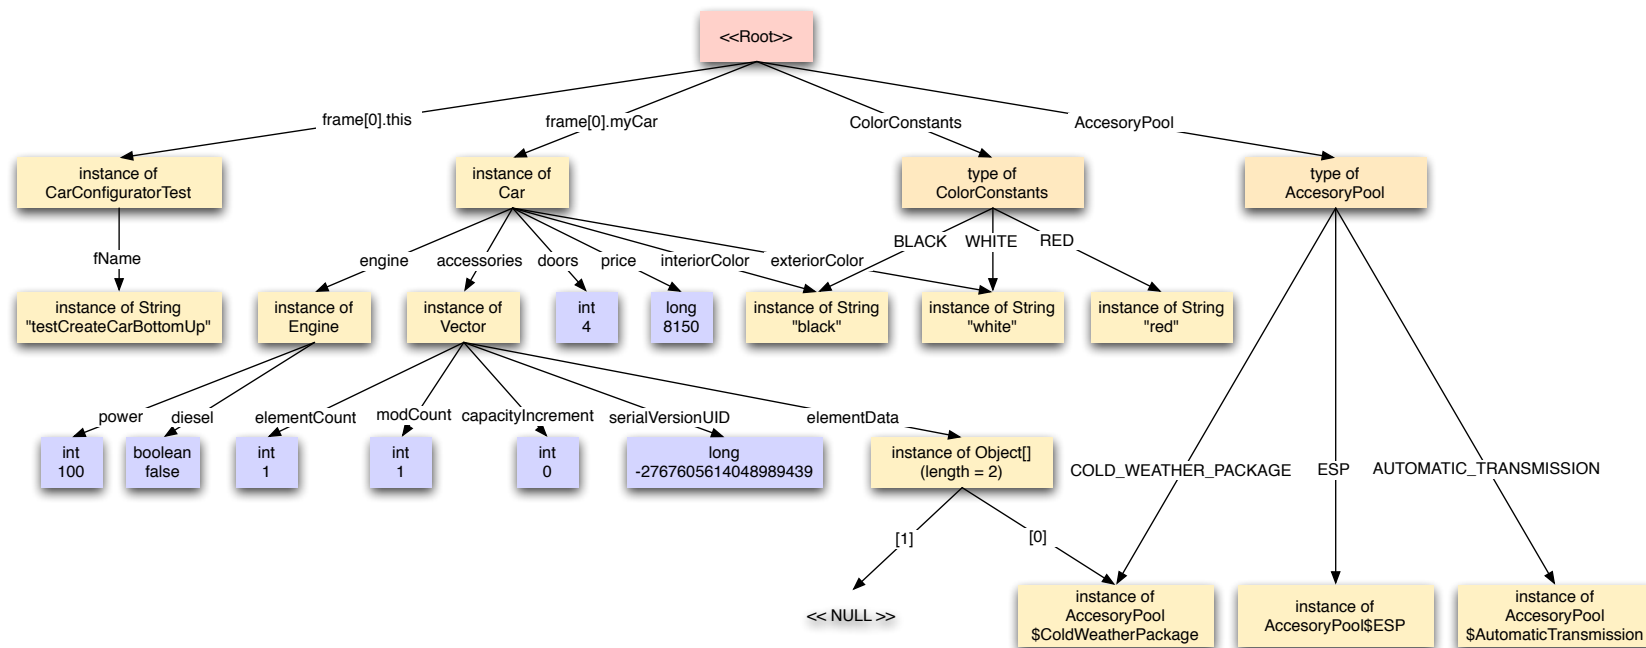 <<Root>>
frame[0].this
frame[0].myCar
ColorConstants
AccesoryPool
instance of
CarConfiguratorTest
instance of
Car
type of
ColorConstants
type of
AccesoryPool
BLACK
WHITE
RED
fName
engine
accessories
doors
price
interiorColor
exteriorColor
instance of String
"testCreateCarBottomUp"
instance of
Engine
instance of
Vector
int
4
long
8150
instance of String
"black"
instance of String
"white"
instance of String
"red"
power
diesel
elementCount
modCount
capacityIncrement
serialVersionUID
elementData
int
100
boolean
false
int
1
int
1
int
0
long
-2767605614048989439
instance of Object[]
(length = 2)
COLD_WEATHER_PACKAGE
ESP
AUTOMATIC_TRANSMISSION
[1]
[0]
<< NULL >>
instance of
AccesoryPool
$ColdWeatherPackage
instance of
AccesoryPool$ESP
instance of
AccesoryPool
$AutomaticTransmission